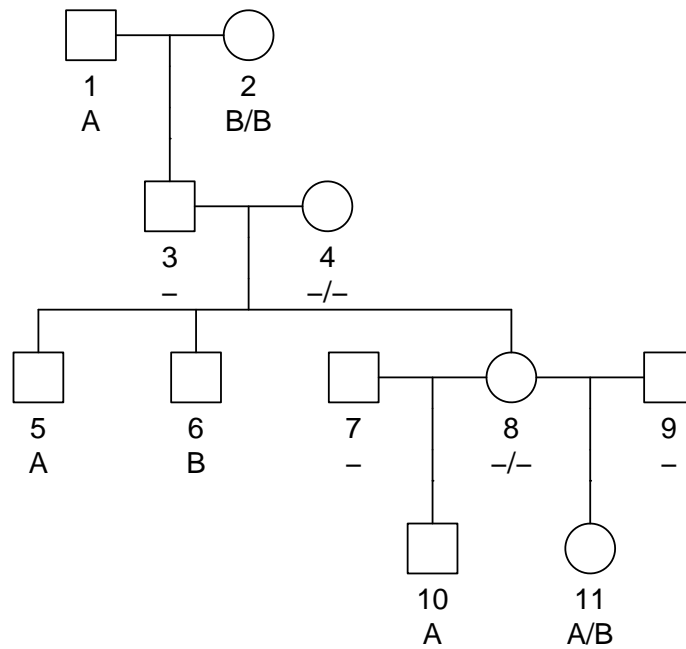 1 2
A B/B
3 4
– –/–
5 6 7 8 9
A B – –/– –
10 11
A A/B